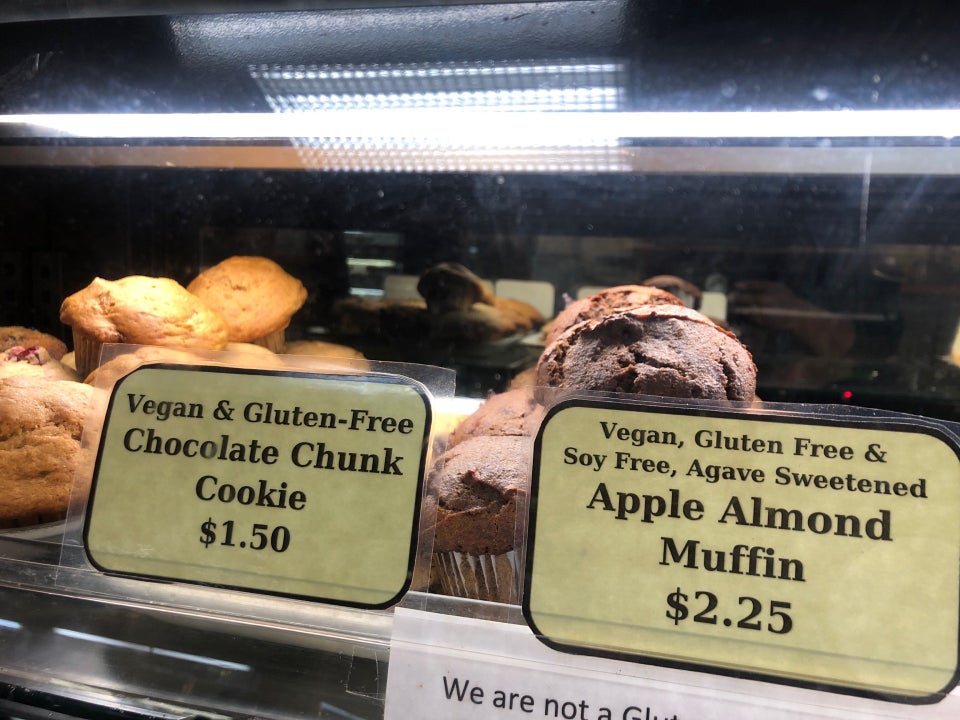 Vegan & Gluten-Free
Chocolate Chunk
Cookie
$1.50
Vegan, Gluten Free &
Soy Free, Agave Sweetened
Apple Almond
Muffin
$2.25
We are not a